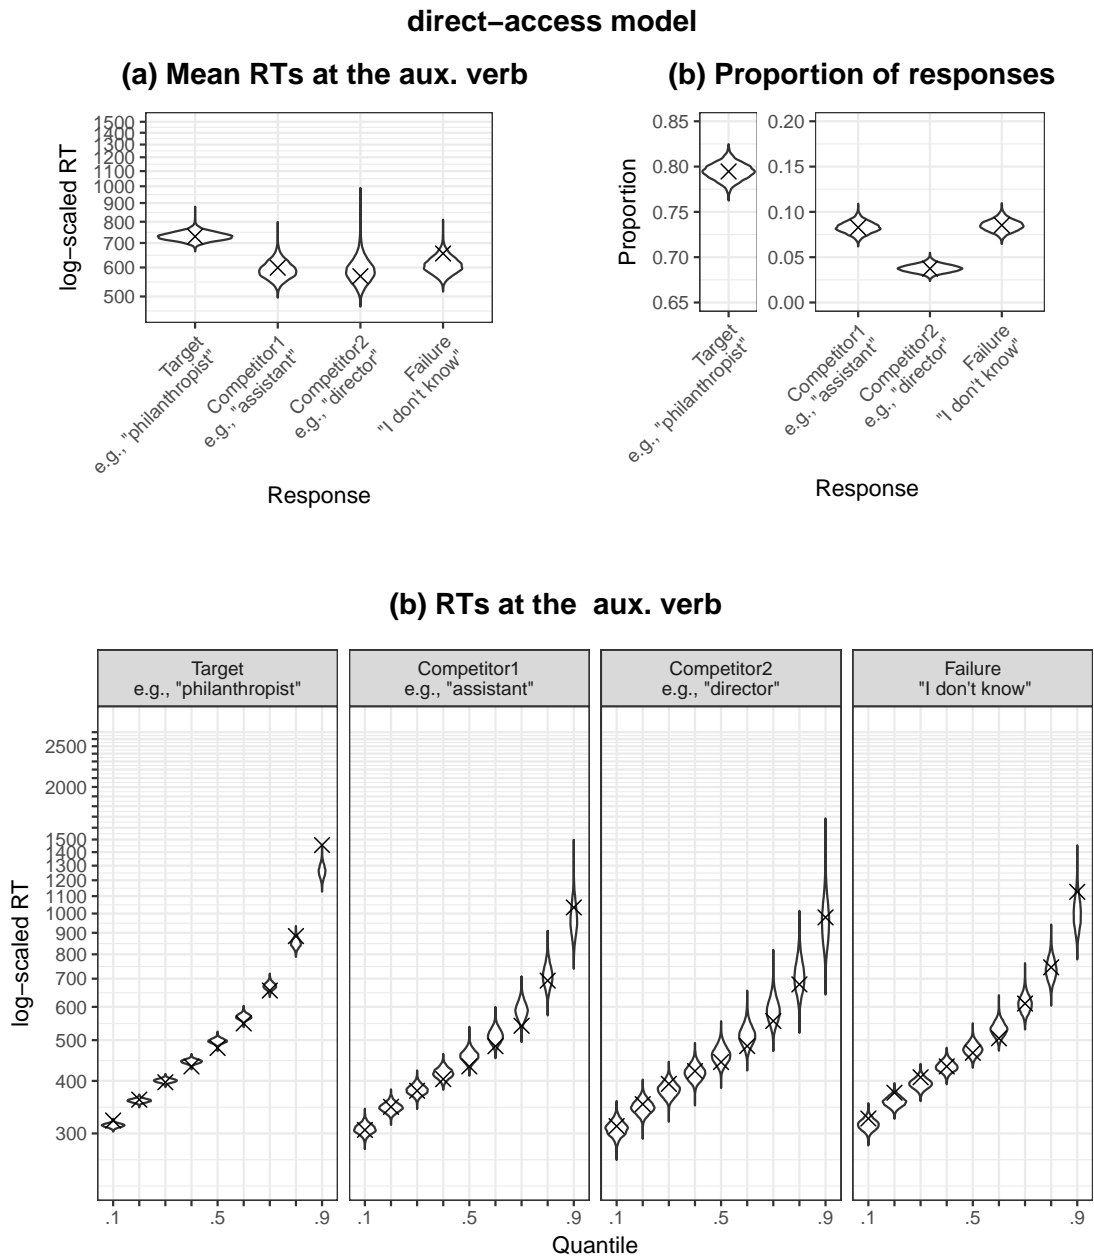 direct−access model
(a) Mean RTs at the aux. verb
(b) Proportion of responses
log−scaled RT
1500
1400
1300
1200
1100
1000
900
800
700
600
500
Target
e.g., "philanthropist"
Competitor1
e.g., "assistant"
Competitor2
e.g., "director"
Failure
"I don't know"
Response
Proportion
0.85
0.80
0.75
0.70
0.65
0.20
0.15
0.10
0.05
0.00
Target
e.g., "philanthropist"
Competitor1
e.g., "assistant"
Competitor2
e.g., "director"
Failure
"I don't know"
Response
(b) RTs at the  aux. verb
Target
e.g., "philanthropist"
Competitor1
e.g., "assistant"
Competitor2
e.g., "director"
Failure
"I don't know"
log−scaled RT
2500
2000
1500
1400
1300
1200
1100
1000
900
800
700
600
500
400
300
.1 .5 .9
.1 .5 .9
.1 .5 .9
.1 .5 .9
Quantile